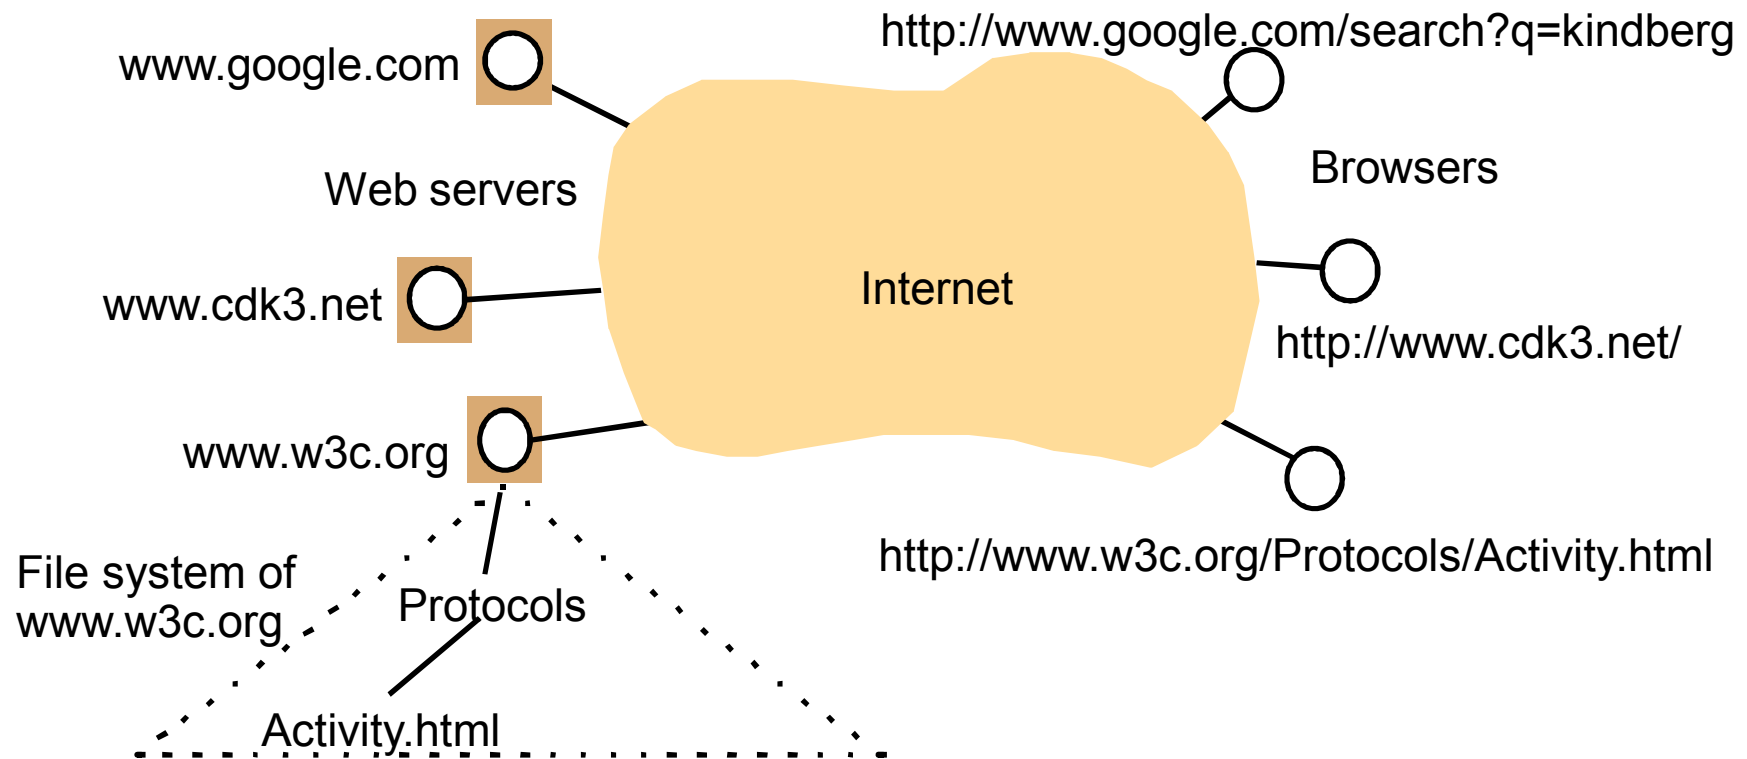 http://www.google.com/search?q=kindberg
www.google.com
Browsers
Web servers
Internet
www.cdk3.net
http://www.cdk3.net/
www.w3c.org
http://www.w3c.org/Protocols/Activity.html
File system of
www.w3c.org
Protocols
Activity.html